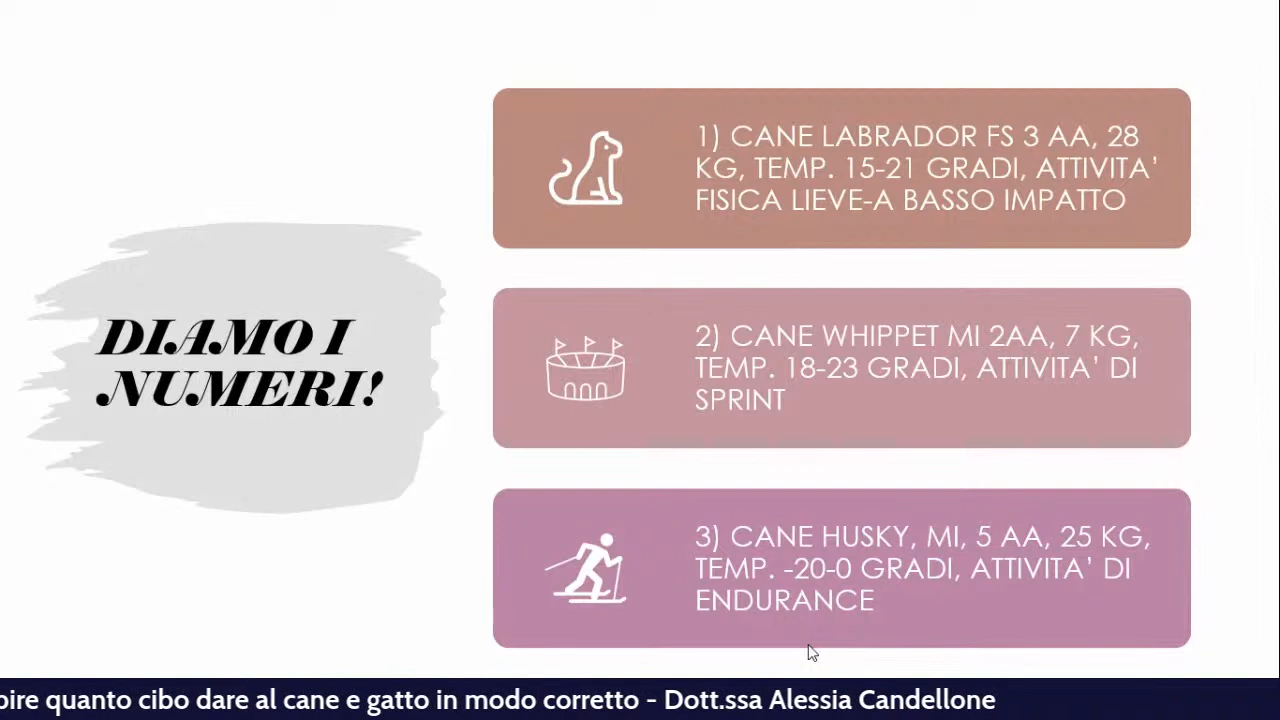 DIAMO I
NUMERI!
1) CANE LABRADOR FS 3 AA, 28
KG, TEMP. 15-21 GRADI, ATTIVITA'
FISICA LIEVE-A BASSO IMPATTO
2) CANE WHIPPET MI 2AA, 7 KG,
TEMP. 18-23 GRADI, ATTIVITA' DI
SPRINT
3) CANE HUSKY, MI, 5 AA, 25 KG,
TEMP. -20-0 GRADI, ATTIVITA' DI
ENDURANCE
pire quanto cibo dare al cane e gatto in modo corretto - Dott.ssa Alessia Candellone